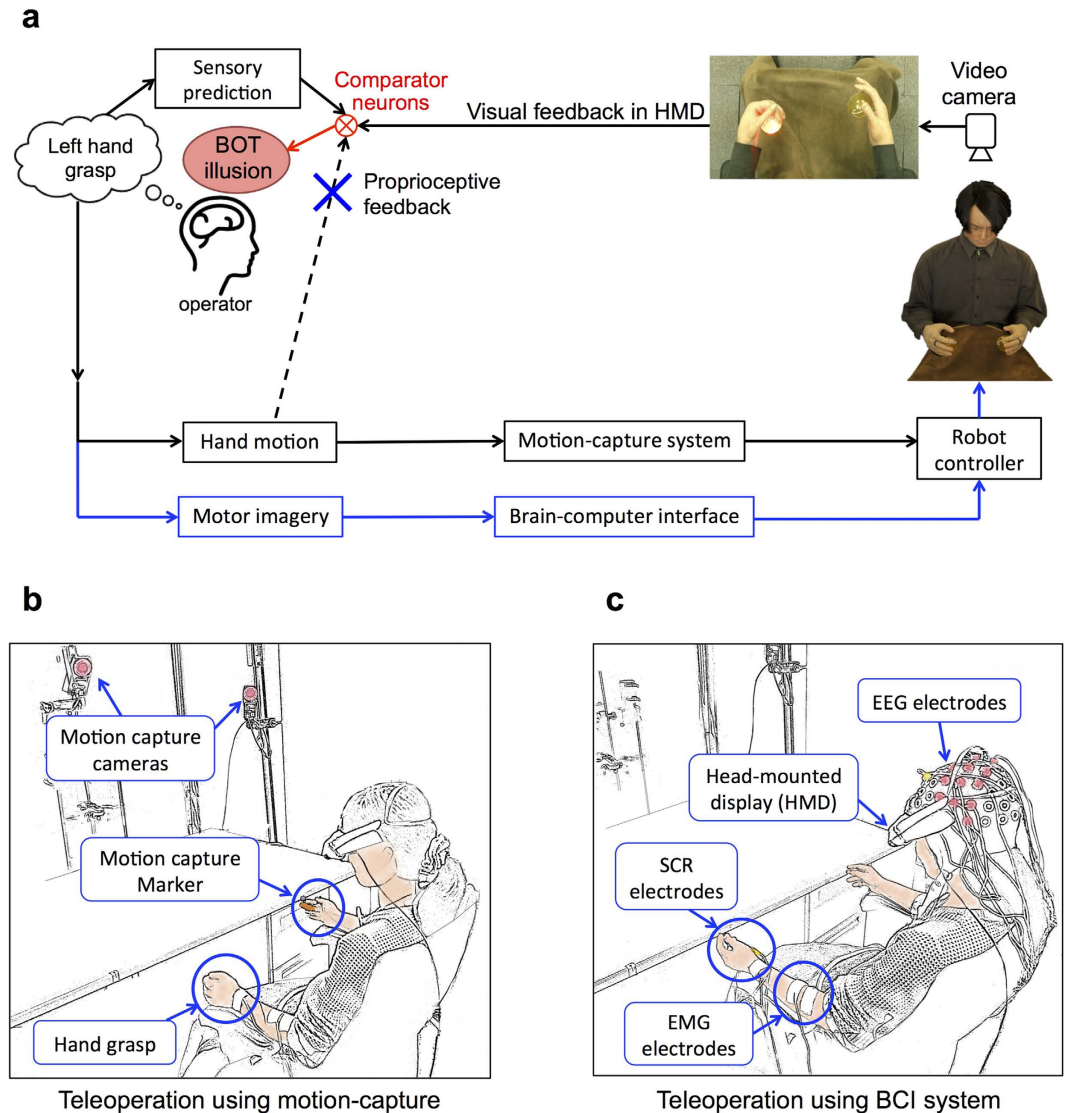 a
Sensory
prediction
Comparator
neurons
Visual feedback in HMD
Video
camera
Left hand
grasp
BOT
illusion
Proprioceptive
feedback
operator
Hand motion
Motion-capture system
Robot
controller
Motor imagery
Brain-computer interface
b
Motion capture
cameras
Motion capture
Marker
Hand grasp
Teleoperation using motion-capture
c
EEG electrodes
Head-mounted
display (HMD)
SCR
electrodes
EMG
electrodes
Teleoperation using BCI system